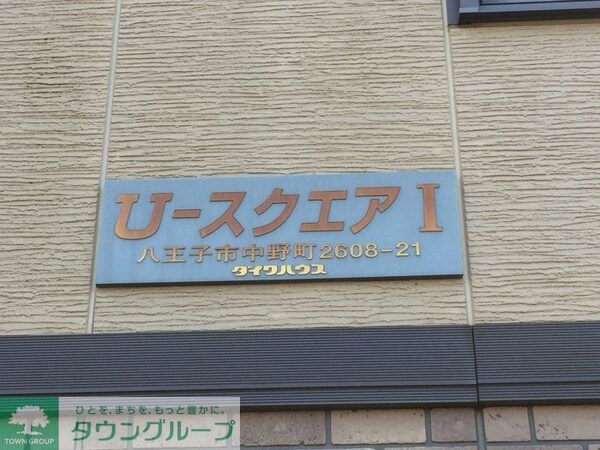 U-スクエア I
八王子市中野町2608-21
ダイワハウス
TOWN GROUP
ひとを、まちを、もっと豊かに。
タウングループ